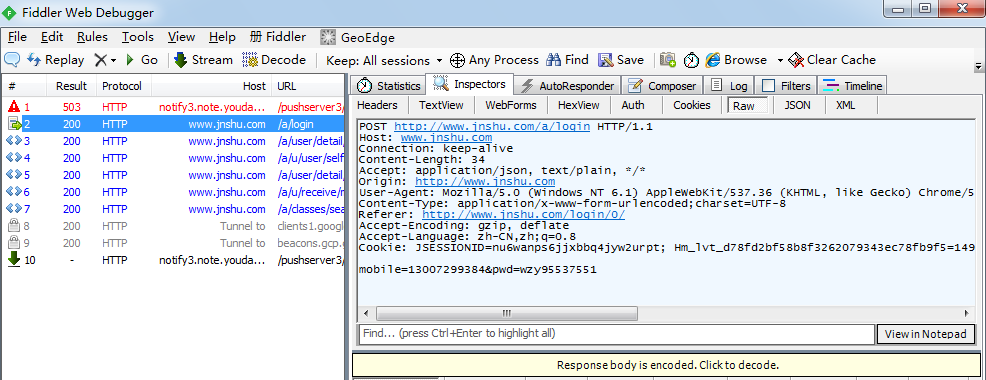 Fiddler Web Debugger
File Edit Rules Tools View Help 册 Fiddler GeoEdge
Replay Go Stream Decode Keep: All sessions Any Process Find Save Browse Clear Cache
# Result Protocol Host URL
1 503 HTTP notify3.note.youda... /pushserver3/
2 200 HTTP www.jnshu.com /a/login
3 200 HTTP www.jnshu.com /a/user/detail,
4 200 HTTP www.jnshu.com /a/u/user/self
5 200 HTTP www.jnshu.com /a/user/detail,
6 200 HTTP www.jnshu.com /a/u/receive/r
7 200 HTTP www.jnshu.com /a/classes/sea
8 200 HTTP Tunnel to clients1.googl
9 200 HTTP Tunnel to beacons.gcp.g
10 - HTTP notify3.note.youda... /pushserver3/
Statistics Inspectors AutoResponder Composer Log Filters Timeline
Headers TextView WebForms HexView Auth Cookies Raw JSON XML
POST http://www.jnshu.com/a/login HTTP/1.1
Host: www.jnshu.com
Connection: keep-alive
Content-Length: 34
Accept: application/json, text/plain, */*
Origin: http://www.jnshu.com
User-Agent: Mozilla/5.0 (Windows NT 6.1) AppleWebKit/537.36 (KHTML, like Gecko) Chrome/5
Content-Type: application/x-www-form-urlencoded;charset=UTF-8
Referer: http://www.jnshu.com/login/0/
Accept-Encoding: gzip, deflate
Accept-Language: zh-CN,zh;q=0.8
Cookie: JSESSIONID=nu6wanps6jjxbbq4jyw2urpt; Hm_lvt_d78fd2bf58b8f3262079343ec78fb9f5=149
mobile=13007299384&pwd=wzy95537551
Find... (press Ctrl+Enter to highlight all) View in Notepad
Response body is encoded. Click to decode.